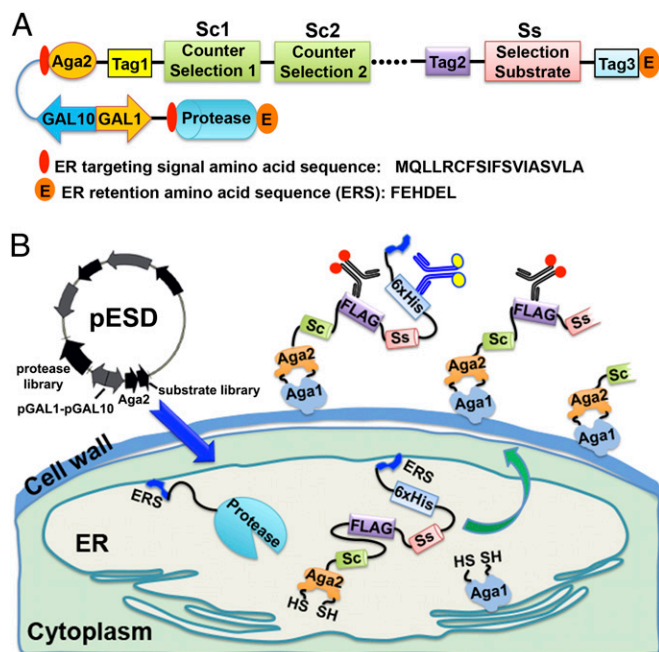 A
Sc1
Sc2
Ss
Aga2
Tag1
Counter
Selection 1
Counter
Selection 2
Tag2
Selection
Substrate
Tag3
E
GAL10
GAL1
Protease
E
ER targeting signal amino acid sequence: MQLLRCFSIFSVIASVLA
E
ER retention amino acid sequence (ERS): FEHDEL
B
pESD
protease
library
pGAL1-pGAL10
Aga2
substrate library
FLAG
6xHis
Sc
Ss
Aga2
Aga1
FLAG
Sc
Ss
Aga2
Aga1
Sc
Aga2
Aga1
Cell wall
ERS
Protease
ERS
6xHis
FLAG
Ss
Sc
Aga2
HS
SH
HS
SH
Aga1
ER
Cytoplasm